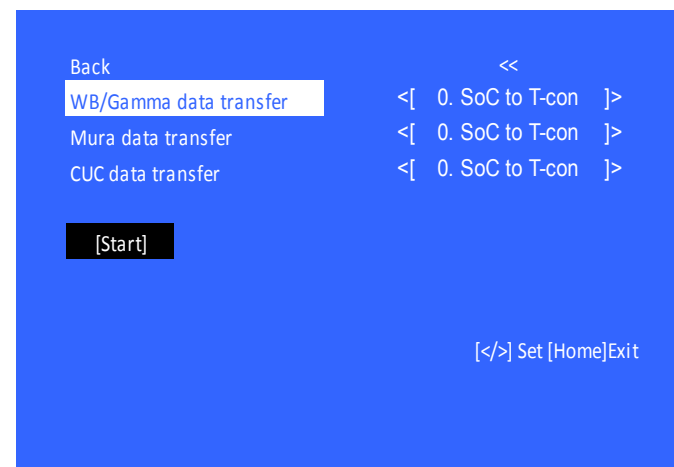 Back <<
WB/Gamma data transfer <[ 0. SoC to T-con ]>
Mura data transfer <[ 0. SoC to T-con ]>
CUC data transfer <[ 0. SoC to T-con ]>
[Start]
[</>] Set [Home]Exit